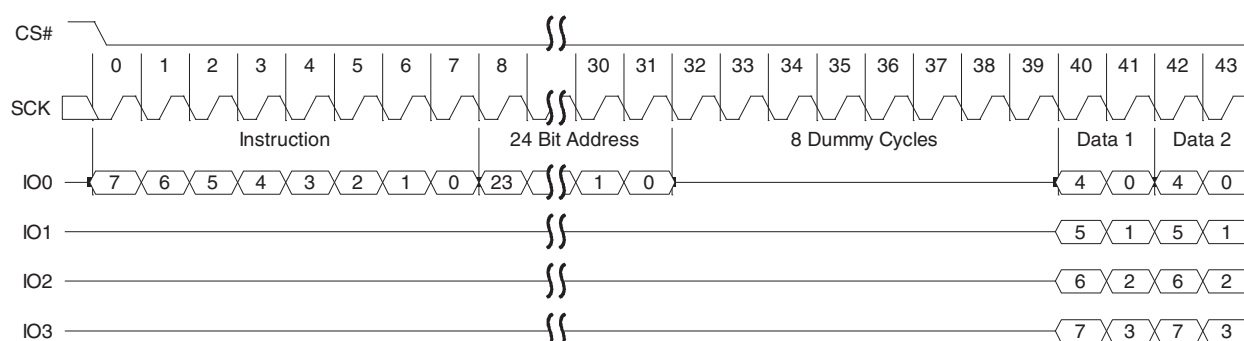 CS#
0 1 2 3 4 5 6 7 8 30 31 32 33 34 35 36 37 38 39 40 41 42 43
SCK
Instruction 24 Bit Address 8 Dummy Cycles Data 1 Data 2
IO0 7 6 5 4 3 2 1 0 23 1 0 4 0 4 0
IO1 5 1 5 1
IO2 6 2 6 2
IO3 7 3 7 3